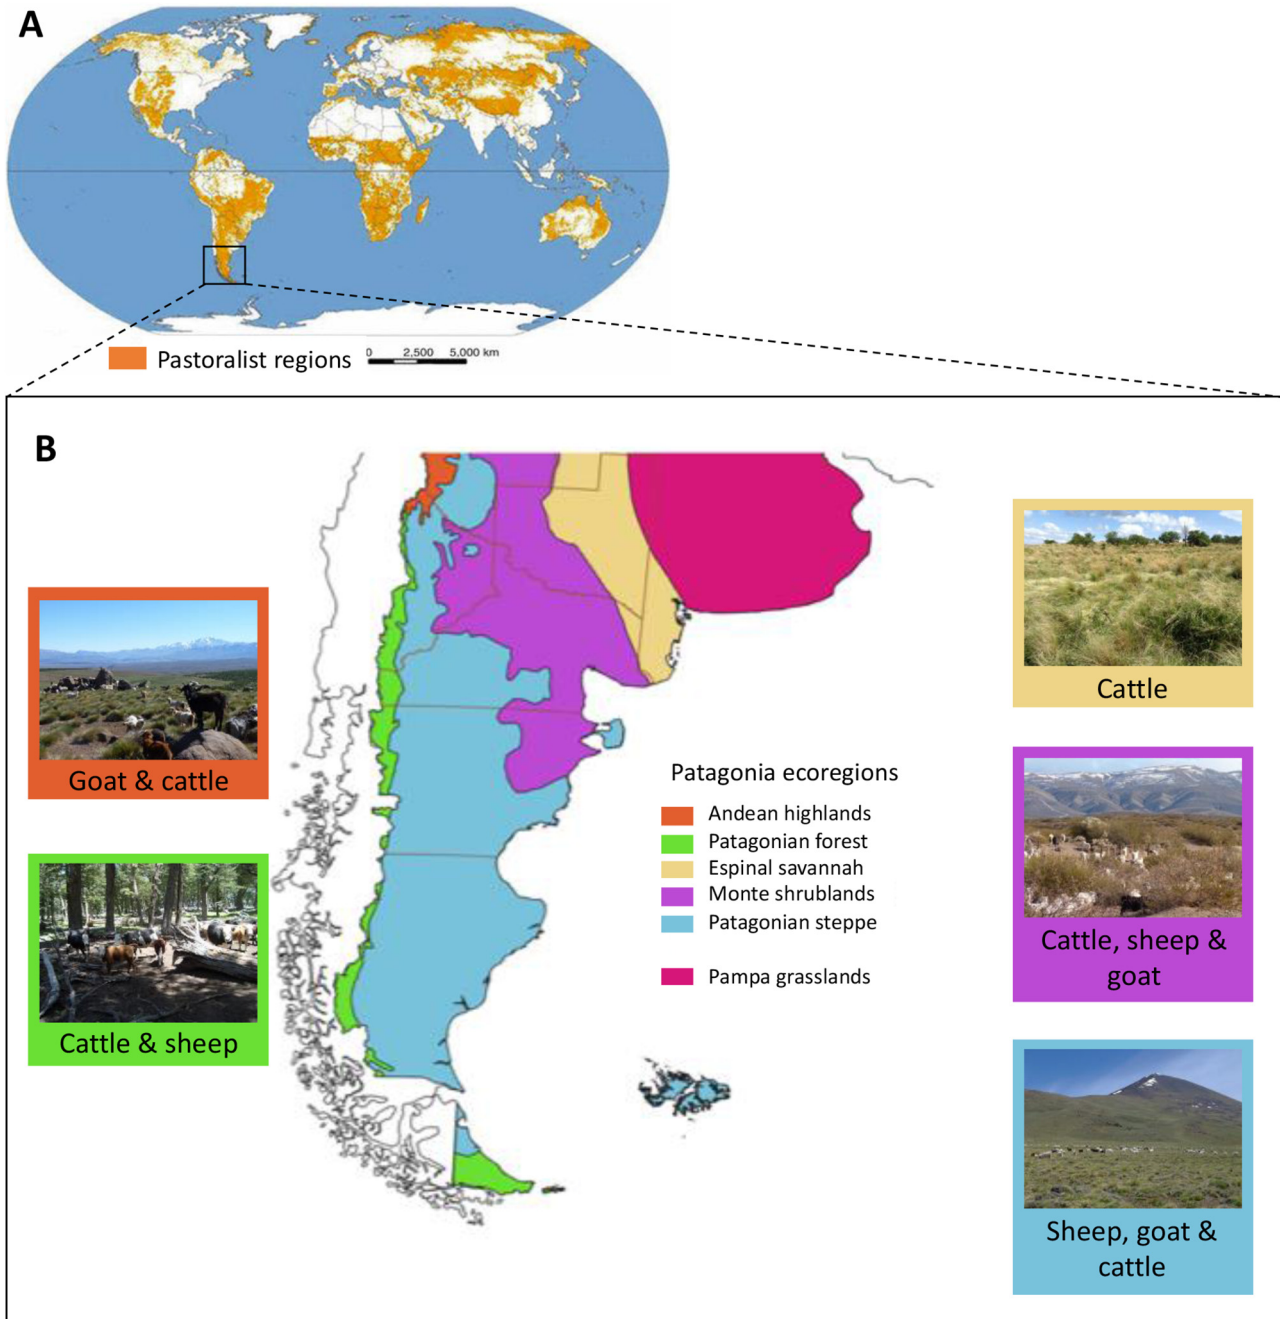 A
Pastoralist regions
0 2,500 5,000 km
B
Goat & cattle
Cattle & sheep
Patagonia ecoregions
Andean highlands
Patagonian forest
Espinal savannah
Monte shrublands
Patagonian steppe
Pampa grasslands
Cattle
Cattle, sheep &
goat
Sheep, goat &
cattle